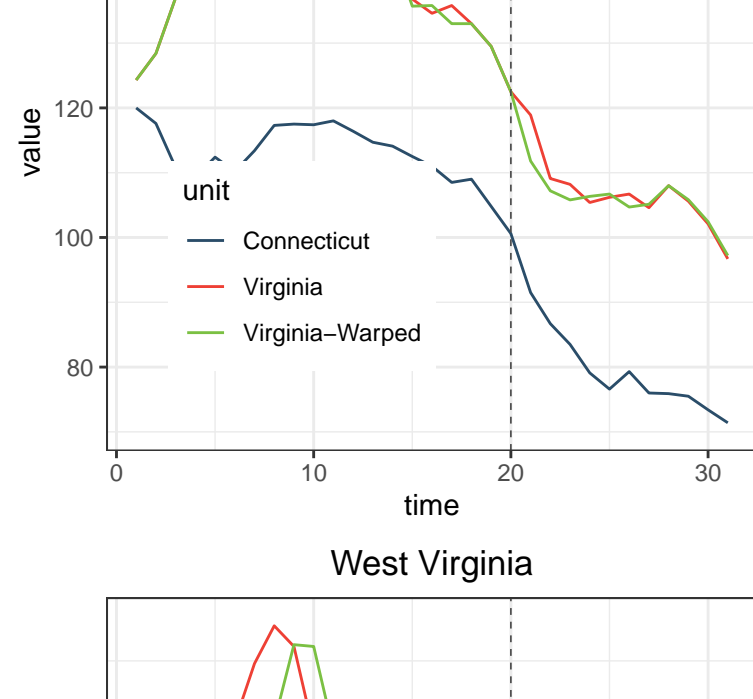 value
120
100
80
unit
Connecticut
Virginia
Virginia−Warped
0 10 20 30
time
West Virginia